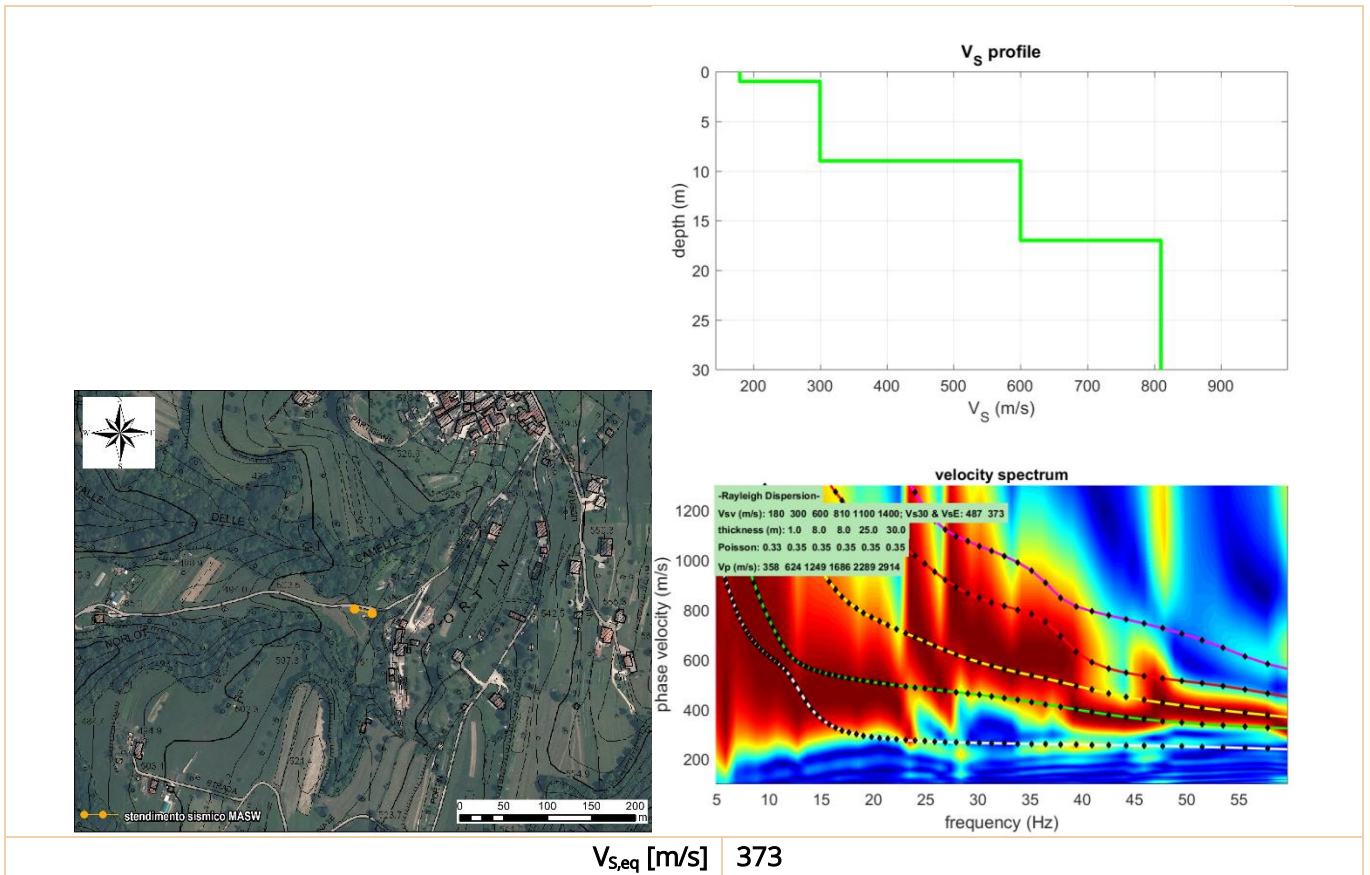 V_S profile
0
5
10
15
20
25
30
depth (m)
200 300 400 500 600 700 800 900
V_S (m/s)
N
W E
S
DELLE
CAMELLE
NORLOT
STRADA
stendimento sismico MASW
0 50 100 150 200
m
velocity spectrum
-Rayleigh Dispersion-
Vsv (m/s): 180 300 600 810 1100 1400; Vs30 & VsE: 487 373
thickness (m): 1.0 8.0 8.0 25.0 30.0
Poisson: 0.33 0.35 0.35 0.35 0.35 0.35
Vp (m/s): 358 624 1249 1686 2289 2914
1200
1000
800
600
400
200
phase velocity (m/s)
5 10 15 20 25 30 35 40 45 50 55
frequency (Hz)
V_S,eq [m/s] 373